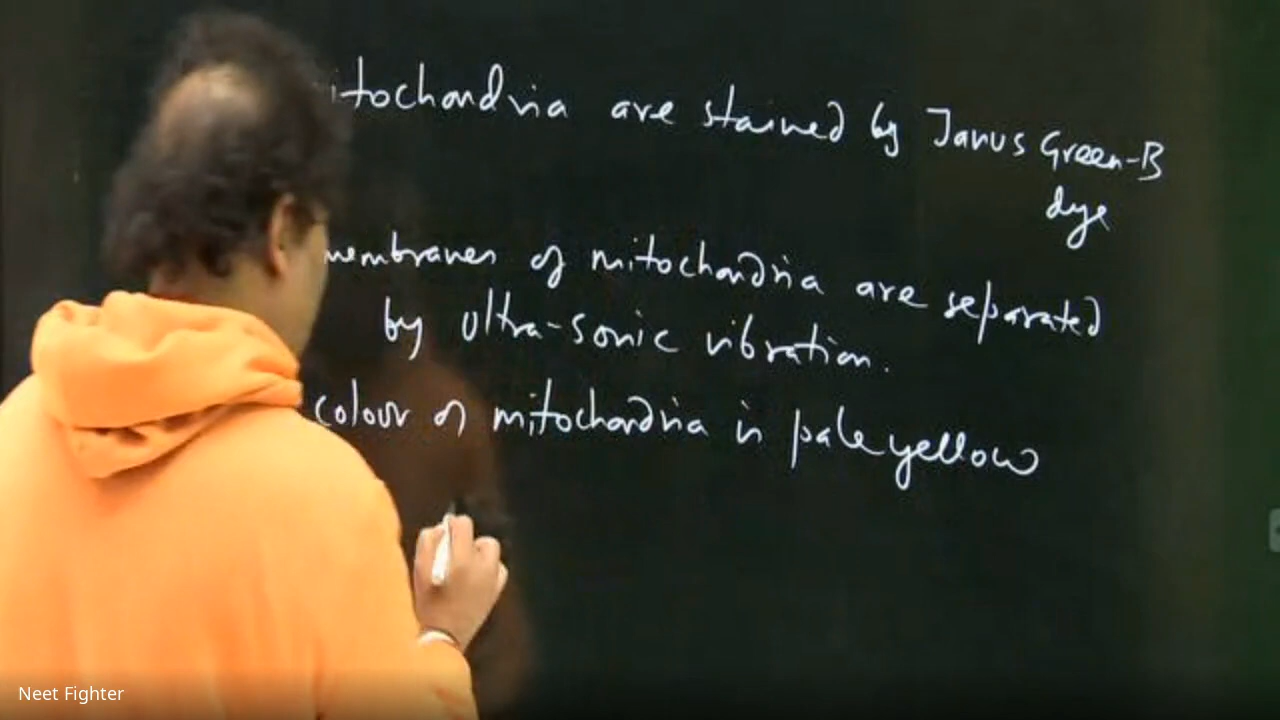 itochondria are stained by Janus Green-B
dye
membranes of mitochondria are separated
by ultra-sonic vibration.
colour of mitochondria is pale yellow
Neet Fighter